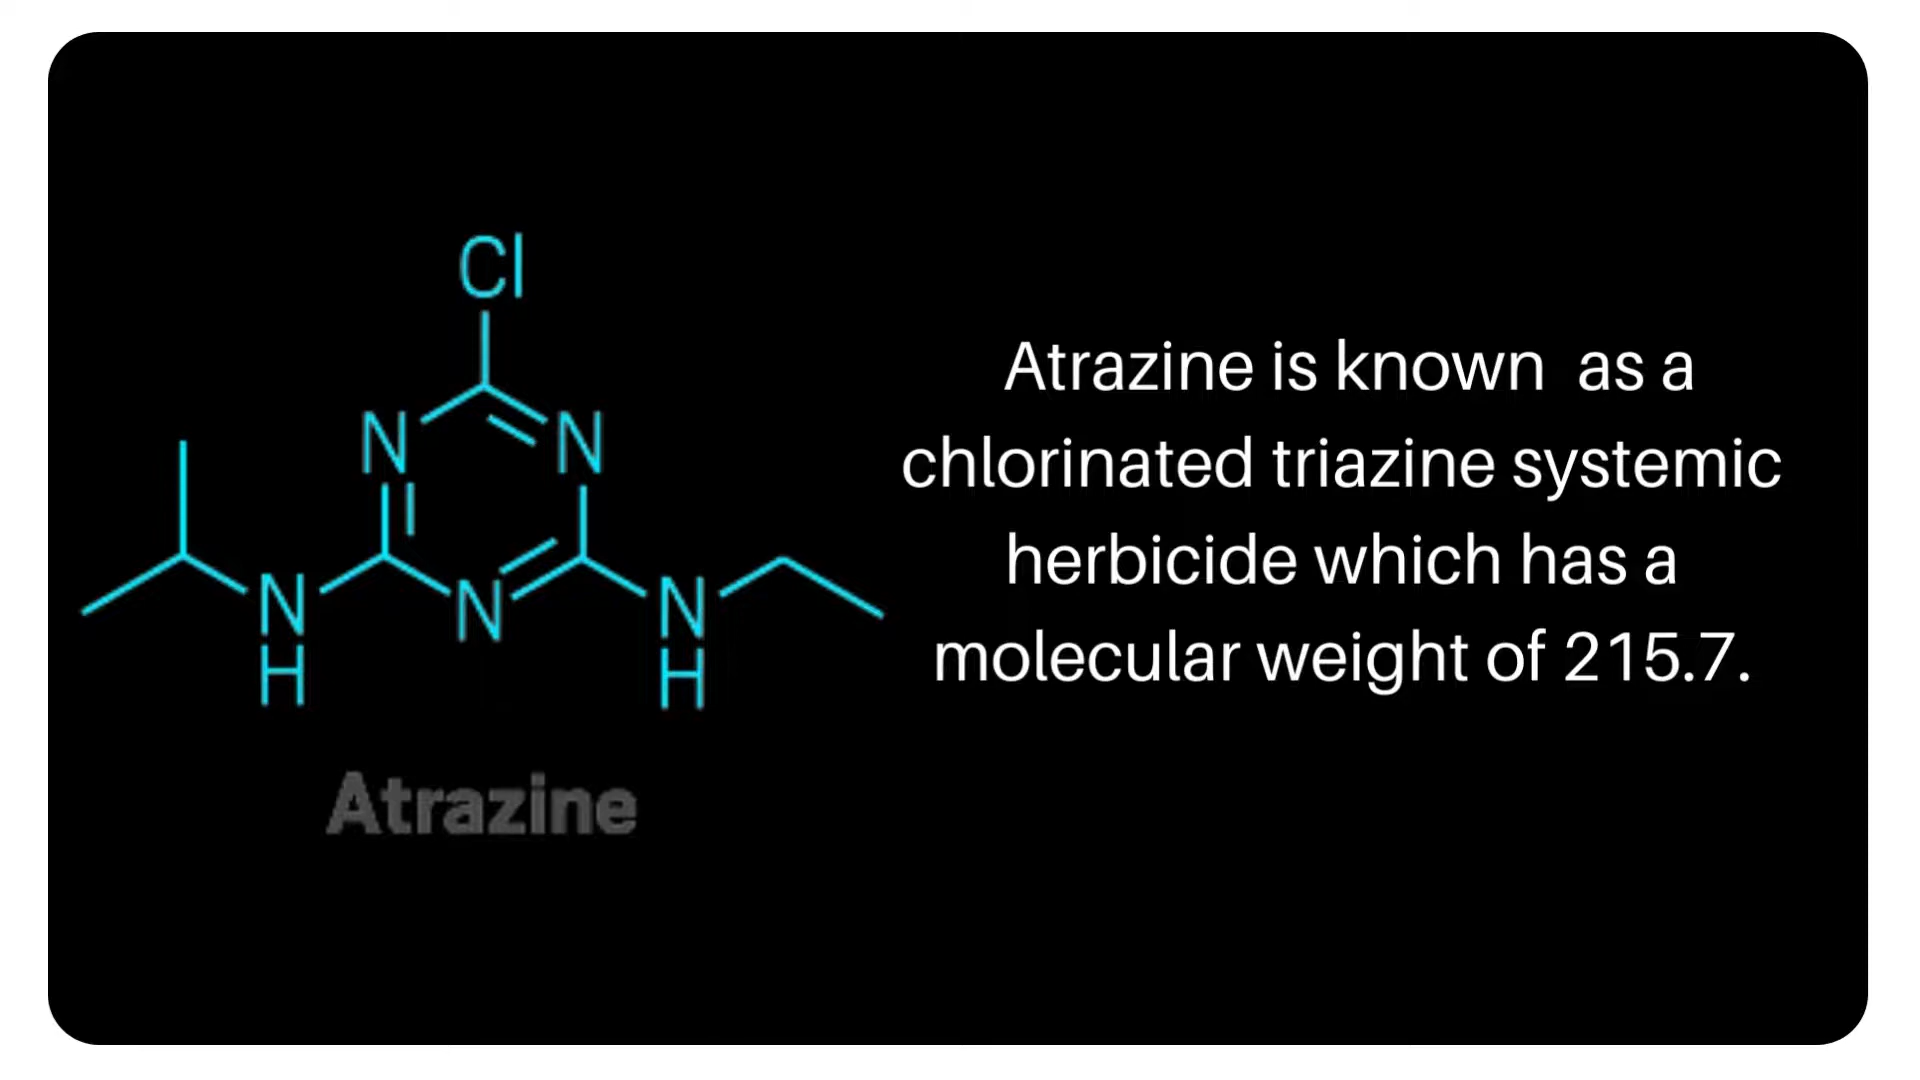 Cl
N N
N N N
H H
Atrazine
Atrazine is known  as a
chlorinated triazine systemic
herbicide which has a
molecular weight of 215.7.